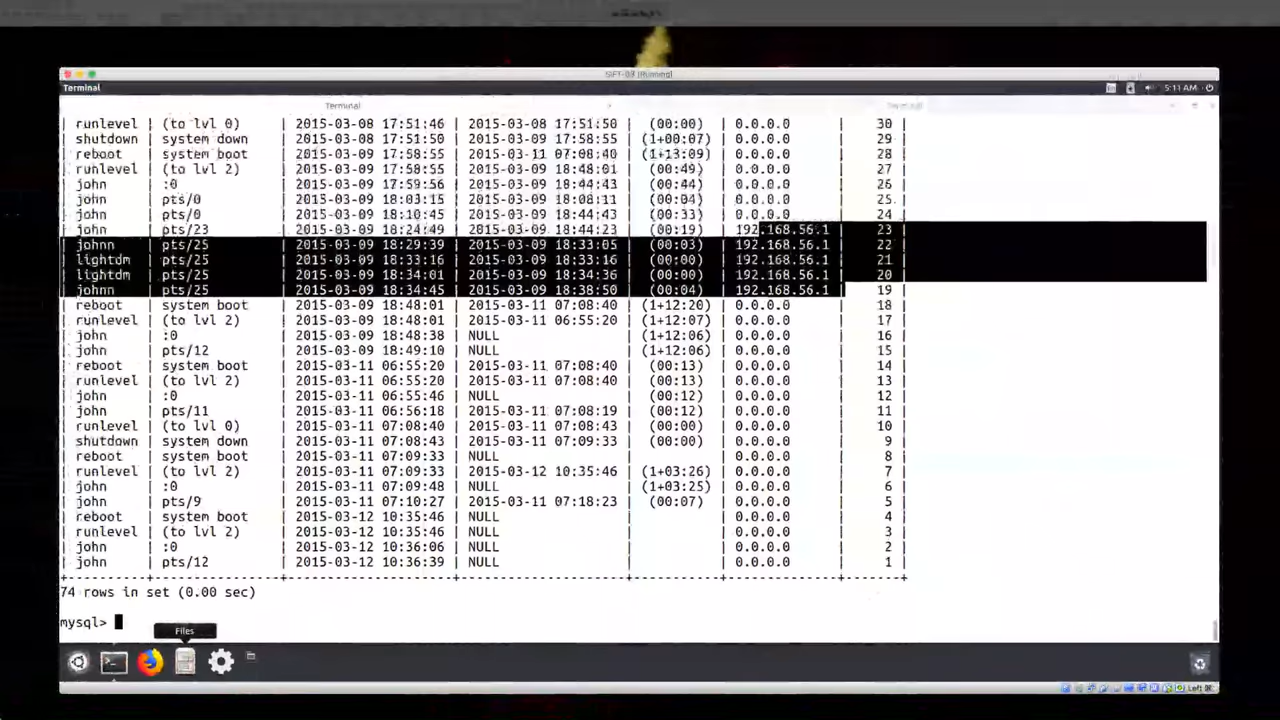 SIFT-09 [Running]
Terminal 5:11 AM
Terminal Terminal
| runlevel | (to lvl 0) | 2015-03-08 17:51:46 | 2015-03-08 17:51:50 | (00:00) | 0.0.0.0 | 30 |
| shutdown | system down | 2015-03-08 17:51:50 | 2015-03-09 17:58:55 | (1+00:07) | 0.0.0.0 | 29 |
| reboot | system boot | 2015-03-09 17:58:55 | 2015-03-11 07:08:40 | (1+13:09) | 0.0.0.0 | 28 |
| runlevel | (to lvl 2) | 2015-03-09 17:58:55 | 2015-03-09 18:48:01 | (00:49) | 0.0.0.0 | 27 |
| john | :0 | 2015-03-09 17:59:56 | 2015-03-09 18:44:43 | (00:44) | 0.0.0.0 | 26 |
| john | pts/0 | 2015-03-09 18:03:15 | 2015-03-09 18:08:11 | (00:04) | 0.0.0.0 | 25 |
| john | pts/0 | 2015-03-09 18:10:45 | 2015-03-09 18:44:43 | (00:33) | 0.0.0.0 | 24 |
| john | pts/23 | 2015-03-09 18:24:49 | 2015-03-09 18:44:23 | (00:19) | 192.168.56.1 | 23 |
| johnn | pts/25 | 2015-03-09 18:29:39 | 2015-03-09 18:33:05 | (00:03) | 192.168.56.1 | 22 |
| lightdm | pts/25 | 2015-03-09 18:33:16 | 2015-03-09 18:33:16 | (00:00) | 192.168.56.1 | 21 |
| lightdm | pts/25 | 2015-03-09 18:34:01 | 2015-03-09 18:34:36 | (00:00) | 192.168.56.1 | 20 |
| johnn | pts/25 | 2015-03-09 18:34:45 | 2015-03-09 18:38:50 | (00:04) | 192.168.56.1 | 19 |
| reboot | system boot | 2015-03-09 18:48:01 | 2015-03-11 07:08:40 | (1+12:20) | 0.0.0.0 | 18 |
| runlevel | (to lvl 2) | 2015-03-09 18:48:01 | 2015-03-11 06:55:20 | (1+12:07) | 0.0.0.0 | 17 |
| john | :0 | 2015-03-09 18:48:38 | NULL | (1+12:06) | 0.0.0.0 | 16 |
| john | pts/12 | 2015-03-09 18:49:10 | NULL | (1+12:06) | 0.0.0.0 | 15 |
| reboot | system boot | 2015-03-11 06:55:20 | 2015-03-11 07:08:40 | (00:13) | 0.0.0.0 | 14 |
| runlevel | (to lvl 2) | 2015-03-11 06:55:20 | 2015-03-11 07:08:40 | (00:13) | 0.0.0.0 | 13 |
| john | :0 | 2015-03-11 06:55:46 | NULL | (00:12) | 0.0.0.0 | 12 |
| john | pts/11 | 2015-03-11 06:56:18 | 2015-03-11 07:08:19 | (00:12) | 0.0.0.0 | 11 |
| runlevel | (to lvl 0) | 2015-03-11 07:08:40 | 2015-03-11 07:08:43 | (00:00) | 0.0.0.0 | 10 |
| shutdown | system down | 2015-03-11 07:08:43 | 2015-03-11 07:09:33 | (00:00) | 0.0.0.0 | 9 |
| reboot | system boot | 2015-03-11 07:09:33 | NULL | | 0.0.0.0 | 8 |
| runlevel | (to lvl 2) | 2015-03-11 07:09:33 | 2015-03-12 10:35:46 | (1+03:26) | 0.0.0.0 | 7 |
| john | :0 | 2015-03-11 07:09:48 | NULL | (1+03:25) | 0.0.0.0 | 6 |
| john | pts/9 | 2015-03-11 07:10:27 | 2015-03-11 07:18:23 | (00:07) | 0.0.0.0 | 5 |
| reboot | system boot | 2015-03-12 10:35:46 | NULL | | 0.0.0.0 | 4 |
| runlevel | (to lvl 2) | 2015-03-12 10:35:46 | NULL | | 0.0.0.0 | 3 |
| john | :0 | 2015-03-12 10:36:06 | NULL | | 0.0.0.0 | 2 |
| john | pts/12 | 2015-03-12 10:36:39 | NULL | | 0.0.0.0 | 1 |
74 rows in set (0.00 sec)
mysql>
Files
Left ⌘